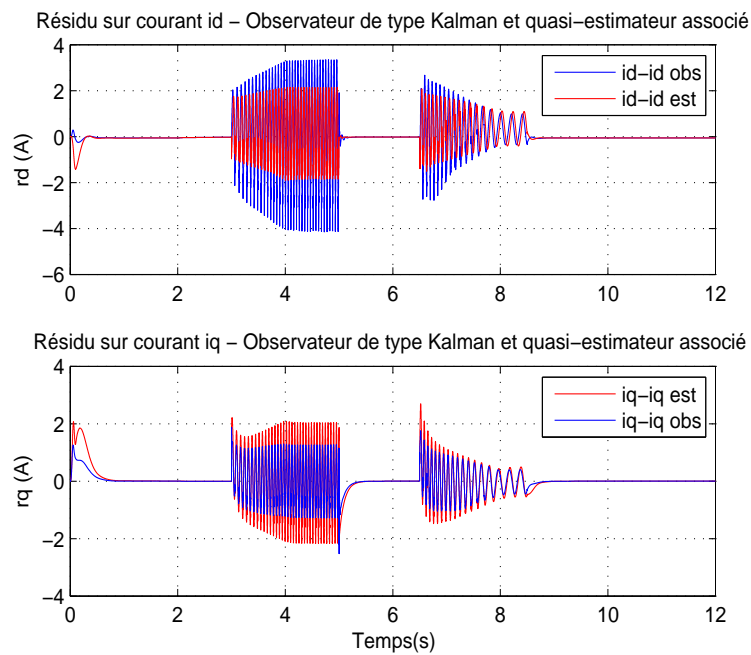 Résidu sur courant id − Observateur de type Kalman et quasi−estimateur associé
4
2
0
−2
−4
−6
rd (A)
id−id obs
id−id est
0
2
4
6
8
10
12
Résidu sur courant iq − Observateur de type Kalman et quasi−estimateur associé
4
2
0
−2
−4
rq (A)
iq−iq est
iq−iq obs
0
2
4
6
8
10
12
Temps(s)